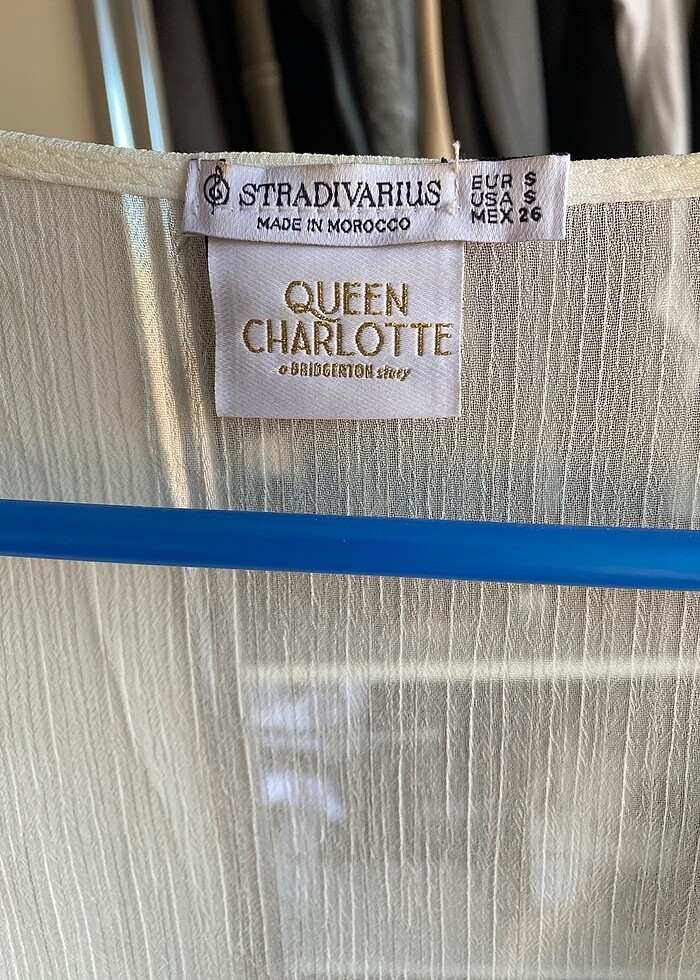 STRADIVARIUS
MADE IN MOROCCO
EUR S
USA S
MEX 26
QUEEN
CHARLOTTE
a BRIDGERTON story